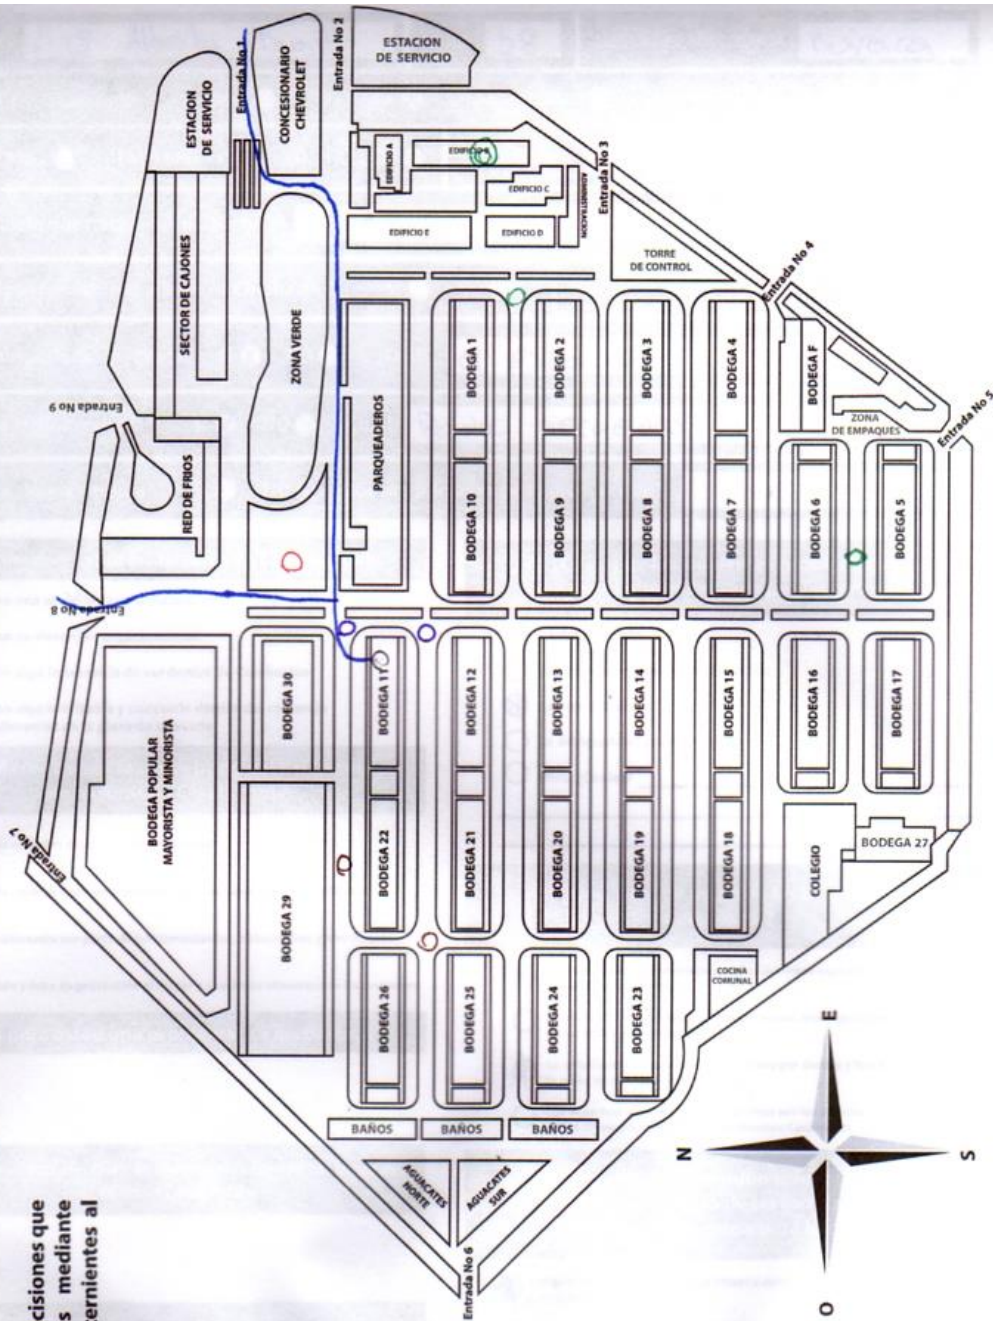 Entrada No 1
CONCESIONARIO
CHEVROLET
Entrada No 2
ESTACION
DE SERVICIO
ESTACION
DE SERVICIO
SECTOR DE CAJONES
ZONA VERDE
EDIFICIO A
EDIFICIO B
EDIFICIO C
EDIFICIO D
EDIFICIO E
ADMINISTRACION
Entrada No 3
TORRE
DE CONTROL
Entrada No 4
Entrada No 9
RED DE FRIOS
PARQUEADEROS
BODEGA 1
BODEGA 2
BODEGA 3
BODEGA 4
BODEGA F
ZONA
DE EMPAQUES
Entrada No 5
BODEGA 10
BODEGA 9
BODEGA 8
BODEGA 7
BODEGA 6
BODEGA 5
Entrada No 8
BODEGA POPULAR
MAYORISTA Y MINORISTA
BODEGA 30
BODEGA 11
BODEGA 12
BODEGA 13
BODEGA 14
BODEGA 15
BODEGA 16
BODEGA 17
Entrada No 7
BODEGA 29
BODEGA 22
BODEGA 21
BODEGA 20
BODEGA 19
BODEGA 18
COLEGIO
BODEGA 27
BODEGA 26
BODEGA 25
BODEGA 24
BODEGA 23
COCINA
COMUNAL
BAÑOS
BAÑOS
BAÑOS
AGUACATES
NORTE
AGUACATES
SUR
Entrada No 6
N
E
S
O
cisiones que
s mediante
ernientes al